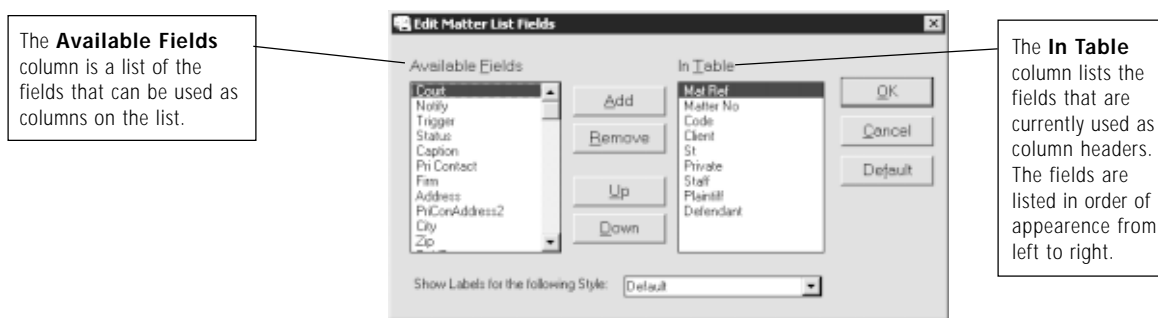 Edit Matter List Fields
The Available Fields
column is a list of the
fields that can be used as
columns on the list.
Available Fields
Court
Notify
Trigger
Status
Caption
Pri Contact
Firm
Address
PriConAddress2
City
Zip
Add
Remove
Up
Down
In Table
Mat Ref
Matter No
Code
Client
St
Private
Staff
Plaintiff
Defendant
OK
Cancel
Default
Show Labels for the following Style:
Default
The In Table
column lists the
fields that are
currently used as
column headers.
The fields are
listed in order of
appearence from
left to right.